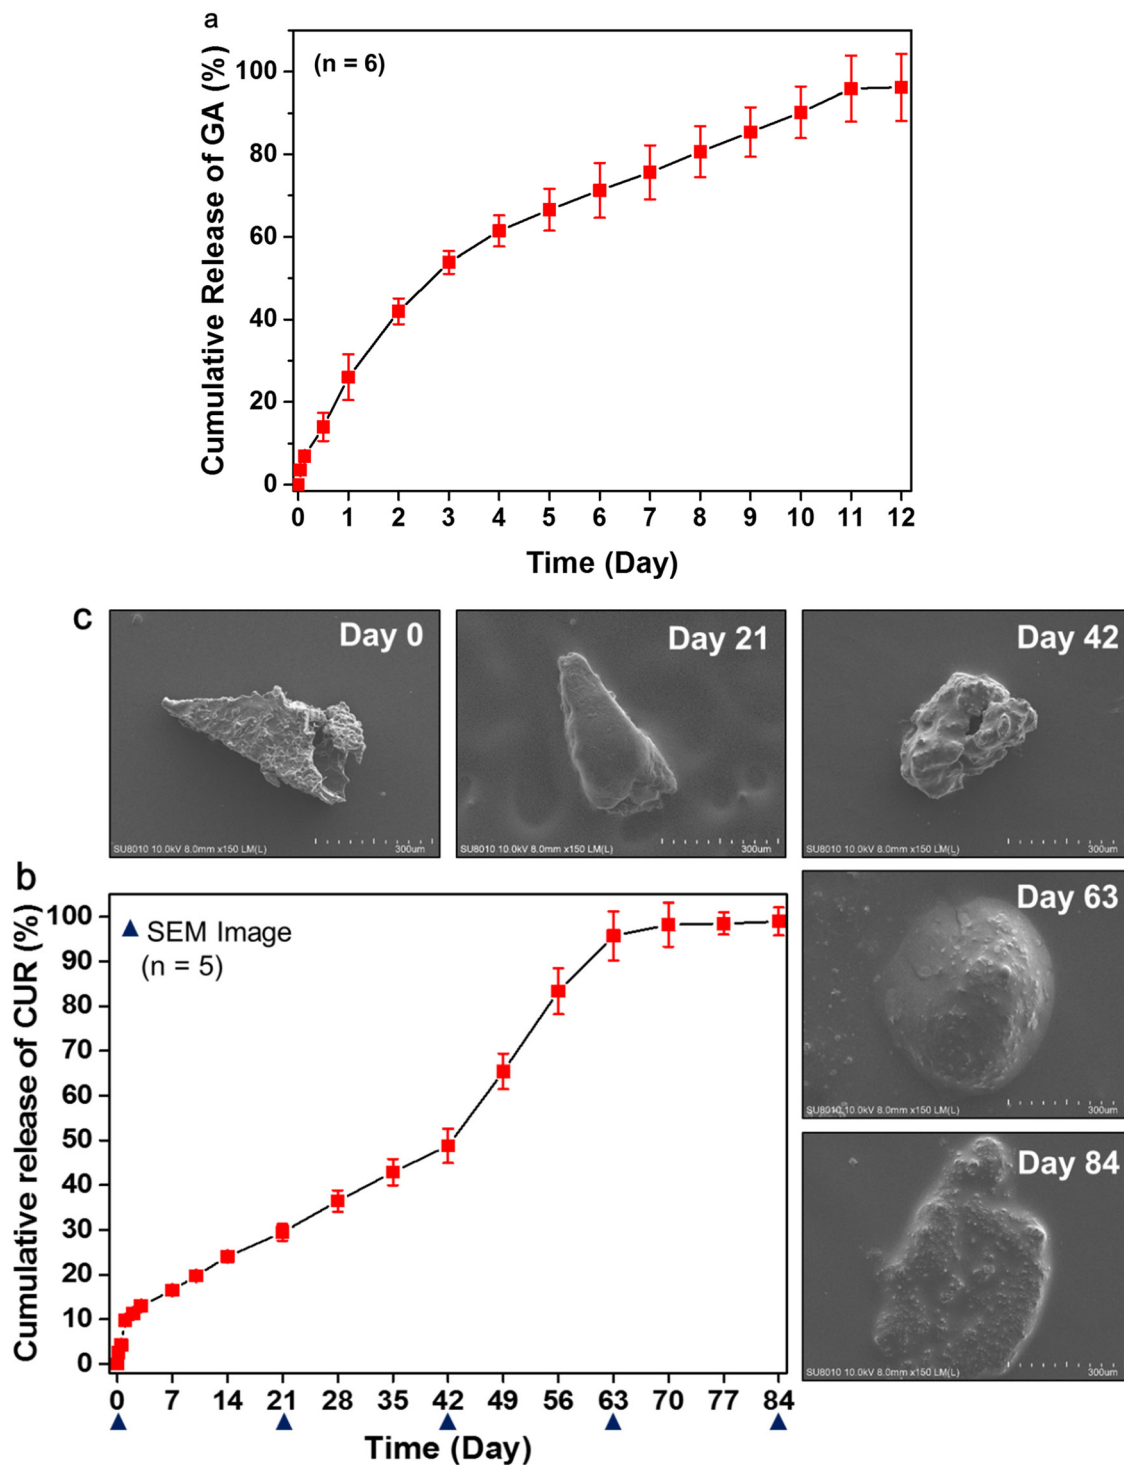 a
(n = 6)
Cumulative Release of GA (%)
100
80
60
40
20
0
0 1 2 3 4 5 6 7 8 9 10 11 12
Time (Day)
c
Day 0
SU8010 10.0kV 8.0mm x150 LM(L) 300um
Day 21
SU8010 10.0kV 8.0mm x150 LM(L) 300um
Day 42
SU8010 10.0kV 8.0mm x150 LM(L) 300um
b
▲ SEM Image
(n = 5)
Cumulative release of CUR (%)
100
90
80
70
60
50
40
30
20
10
0
0 7 14 21 28 35 42 49 56 63 70 77 84
Time (Day)
Day 63
SU8010 10.0kV 8.0mm x150 LM(L) 300um
Day 84
SU8010 10.0kV 8.0mm x150 LM(L) 300um